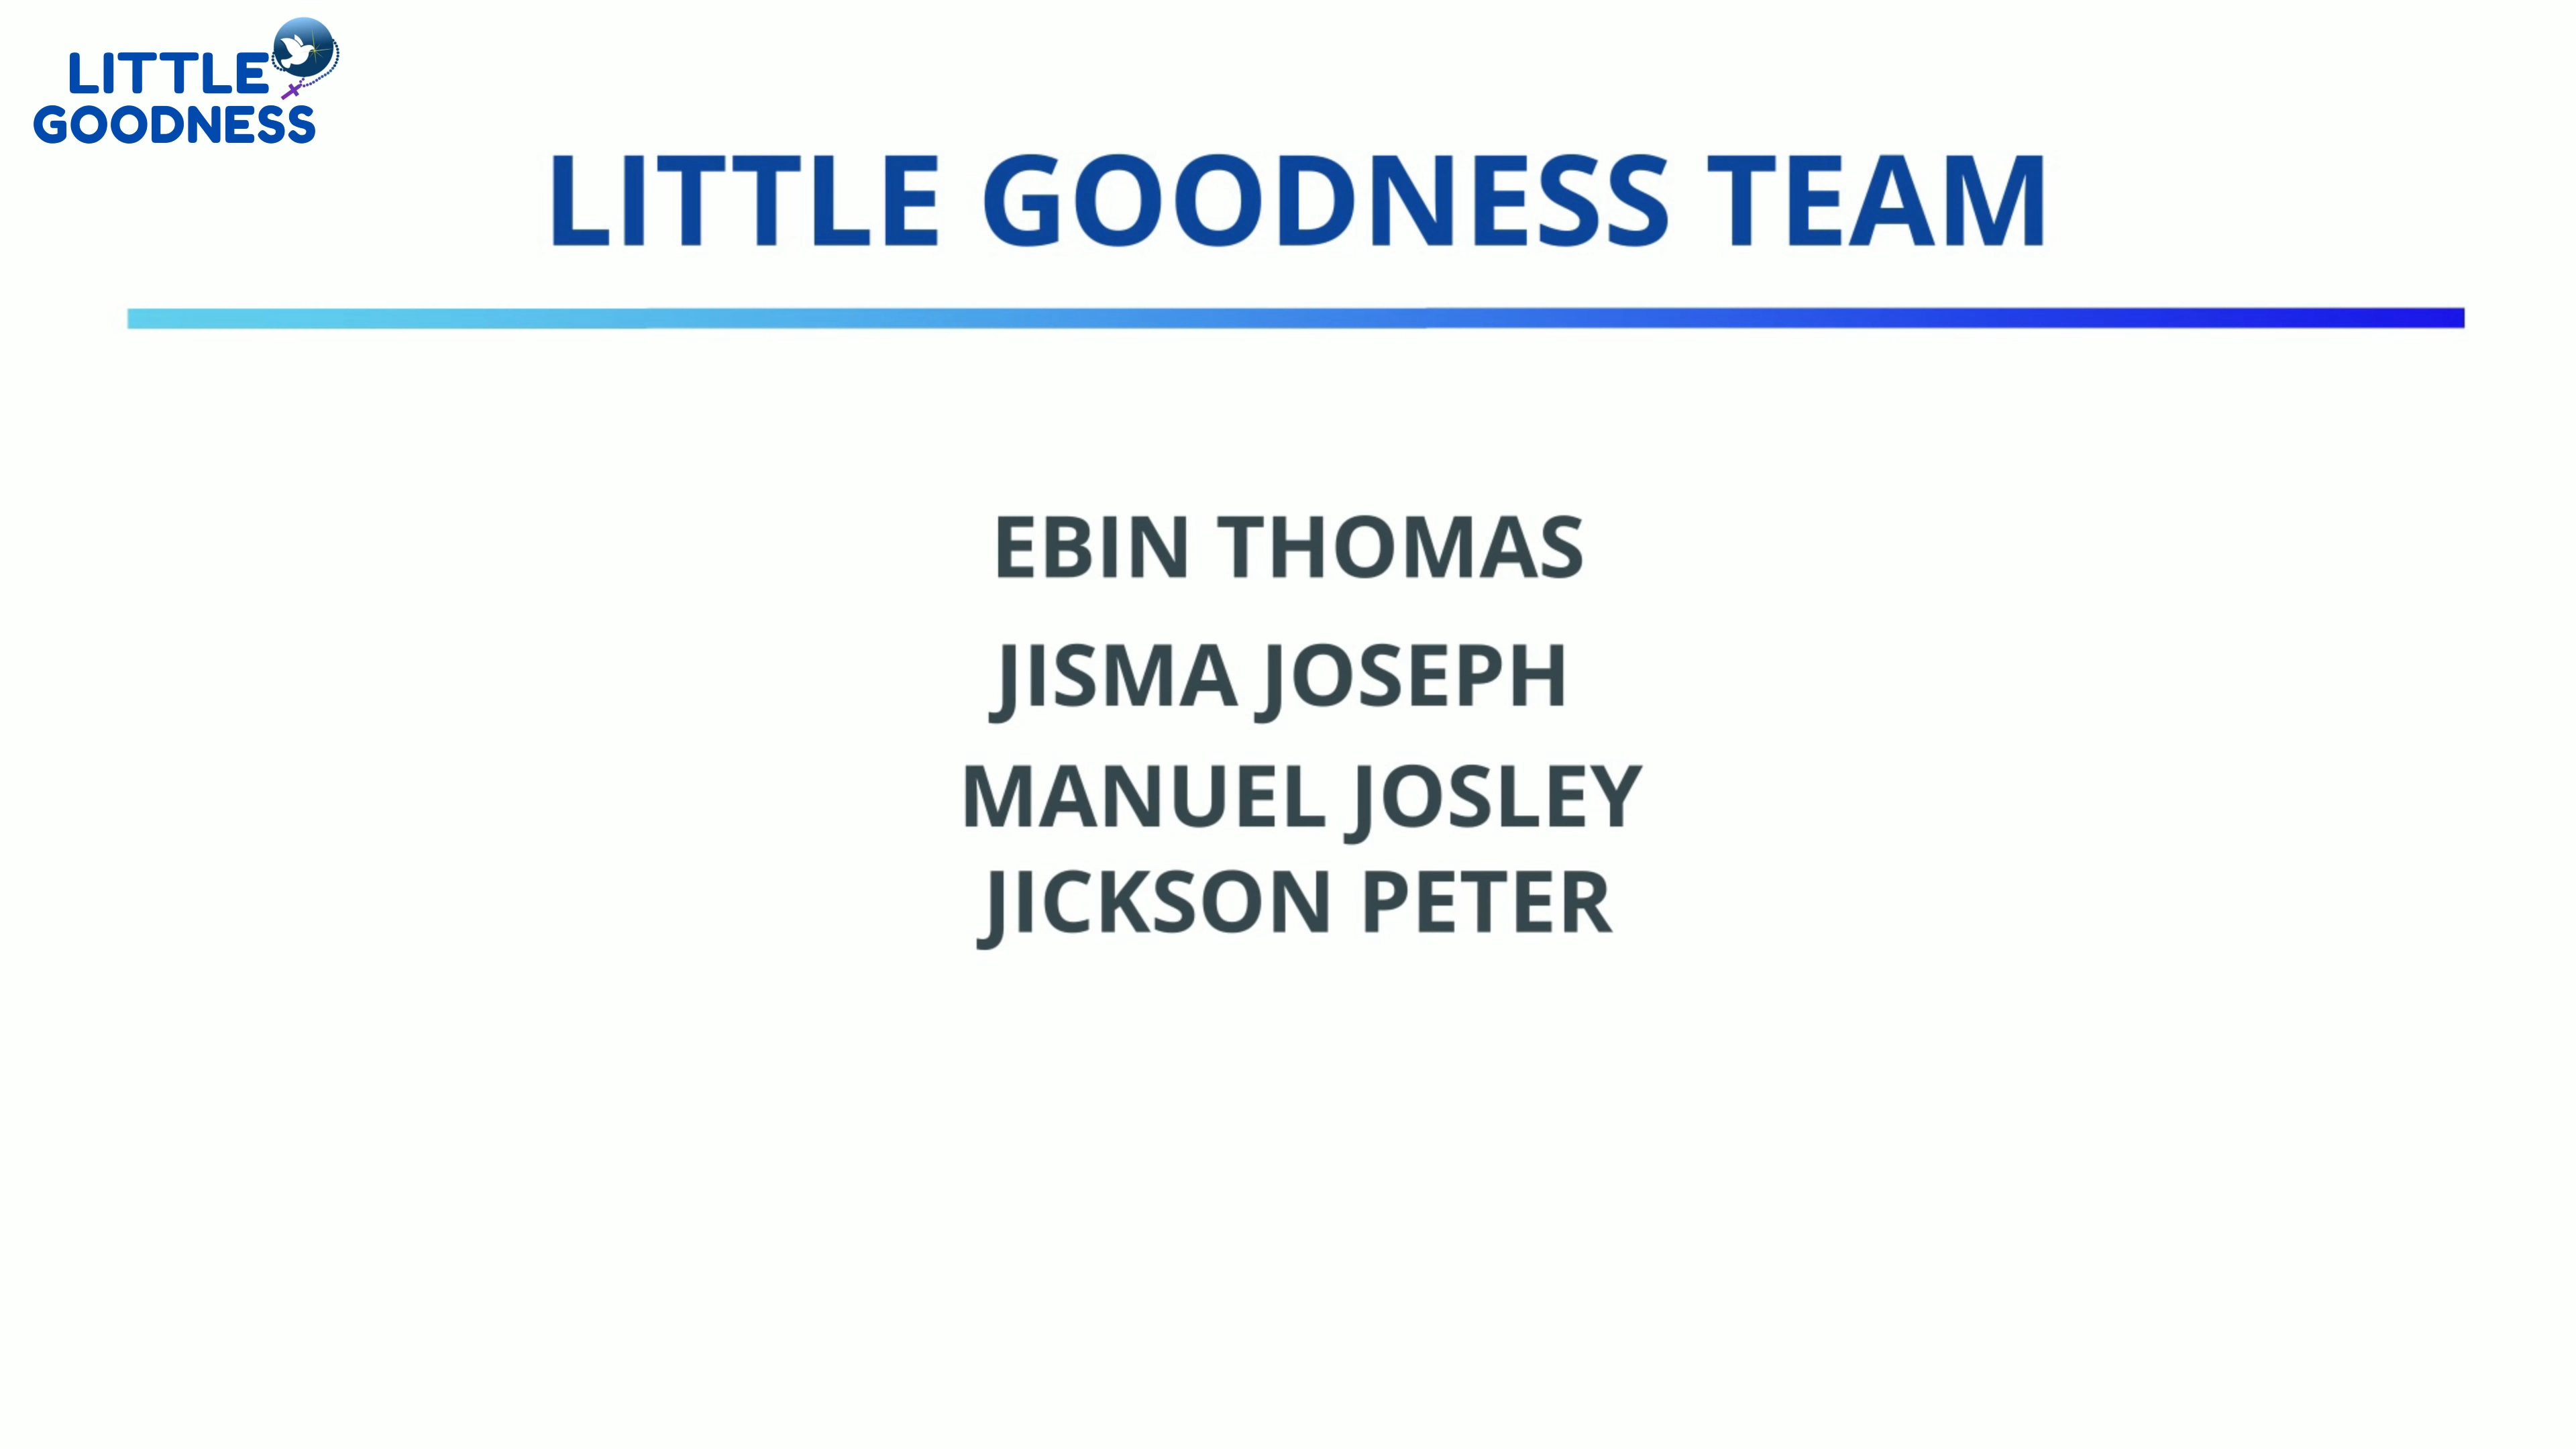 LITTLE
GOODNESS
LITTLE GOODNESS TEAM
EBIN THOMAS
JISMA JOSEPH
MANUEL JOSLEY
JICKSON PETER